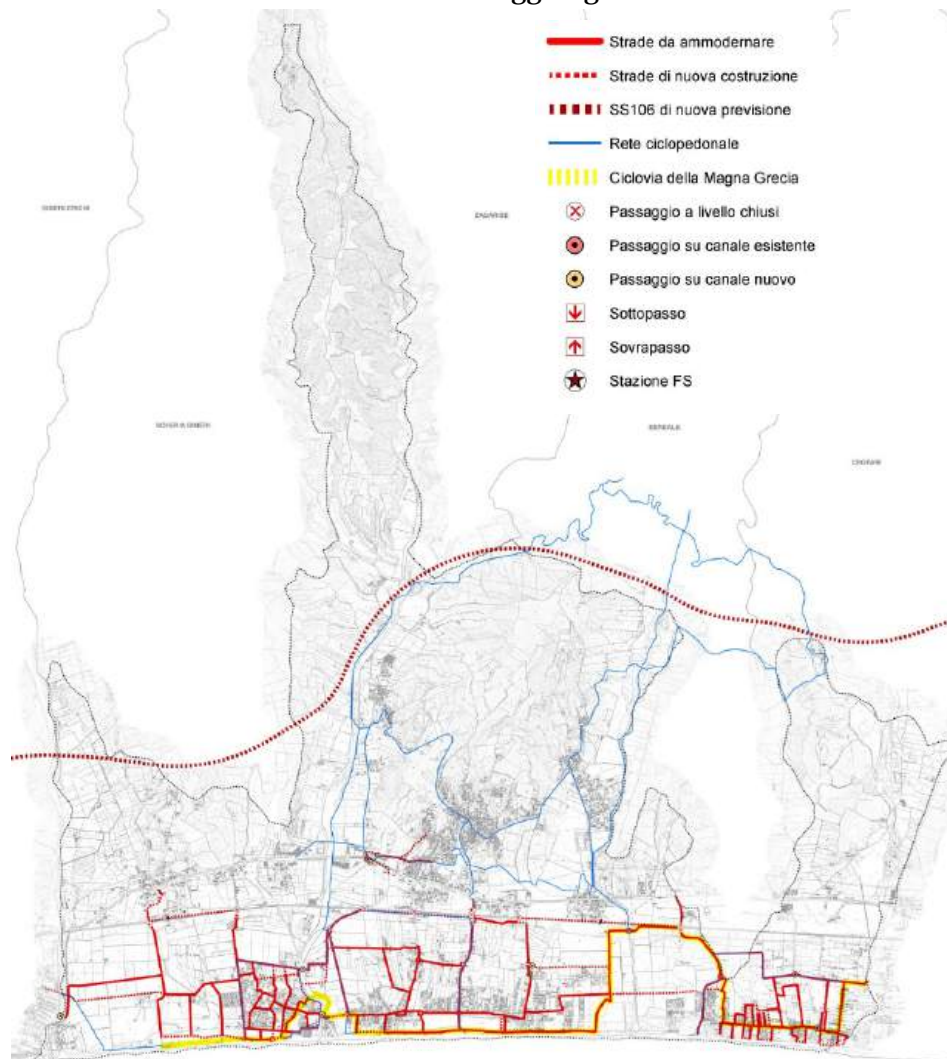 Strade da ammodernare
Strade di nuova costruzione
SS106 di nuova previsione
Rete ciclopedonale
Ciclovia della Magna Grecia
Passaggio a livello chiusi
Passaggio su canale esistente
Passaggio su canale nuovo
Sottopasso
Sovrapasso
Stazione FS
ZAGARISE